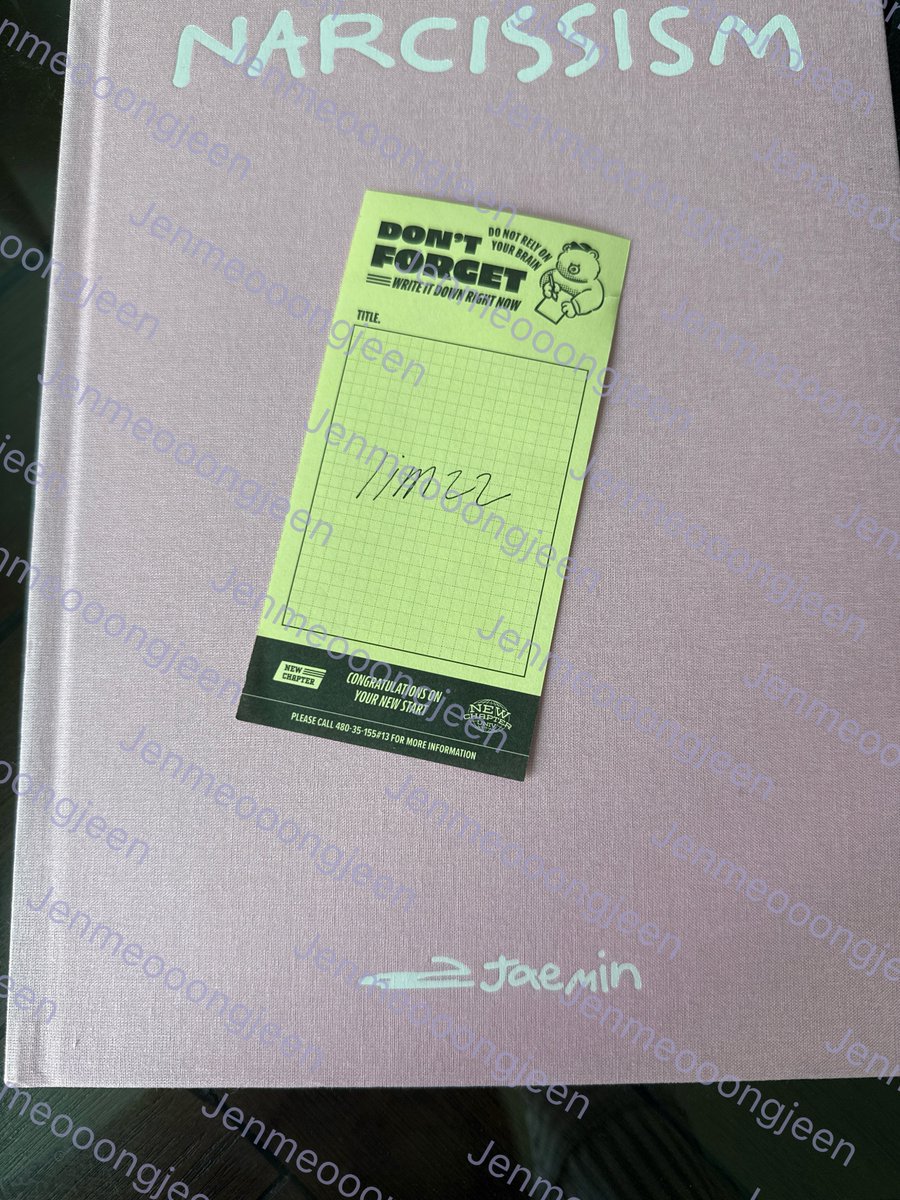 NARCISSISM
DON'T
FORGET
DO NOT RELY ON
YOUR BRAIN
WRITE IT DOWN RIGHT NOW
TITLE.
NEW
CHAPTER
CONGRATULATIONS ON
YOUR NEW START
NEW
CHAPTER
PLEASE CALL 480-35-155#13 FOR MORE INFORMATION
Jaemin
Jenmeooongjeen